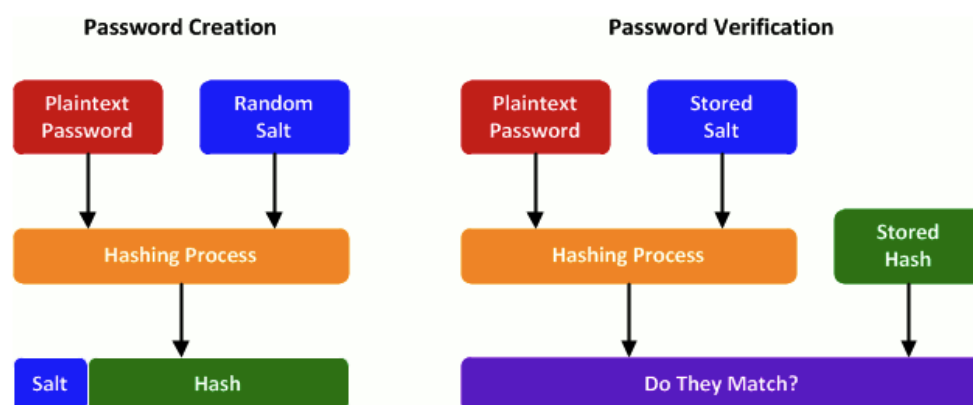 Password Creation
Plaintext
Password
Random
Salt
Hashing Process
Salt
Hash
Password Verification
Plaintext
Password
Stored
Salt
Hashing Process
Stored
Hash
Do They Match?